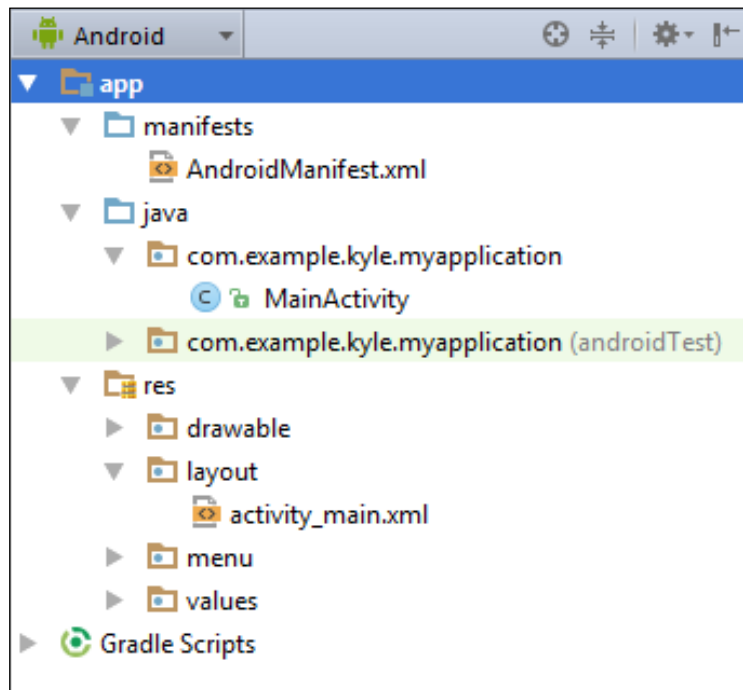 Android
app
manifests
AndroidManifest.xml
java
com.example.kyle.myapplication
C MainActivity
com.example.kyle.myapplication (androidTest)
res
drawable
layout
activity_main.xml
menu
values
Gradle Scripts